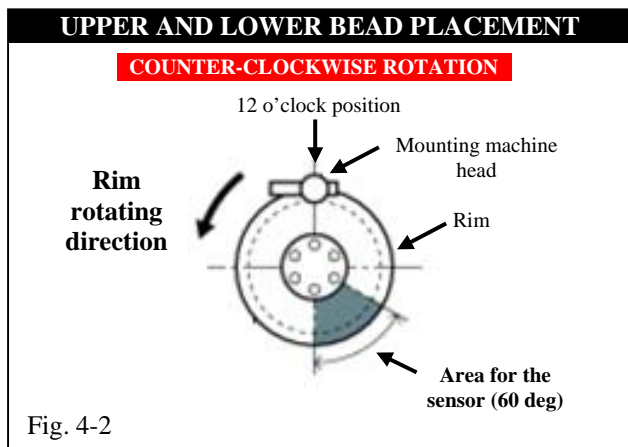 UPPER AND LOWER BEAD PLACEMENT
COUNTER-CLOCKWISE ROTATION
12 o’clock position
Mounting machine
head
Rim
rotating
direction
Rim
Area for the
sensor (60 deg)
Fig. 4-2